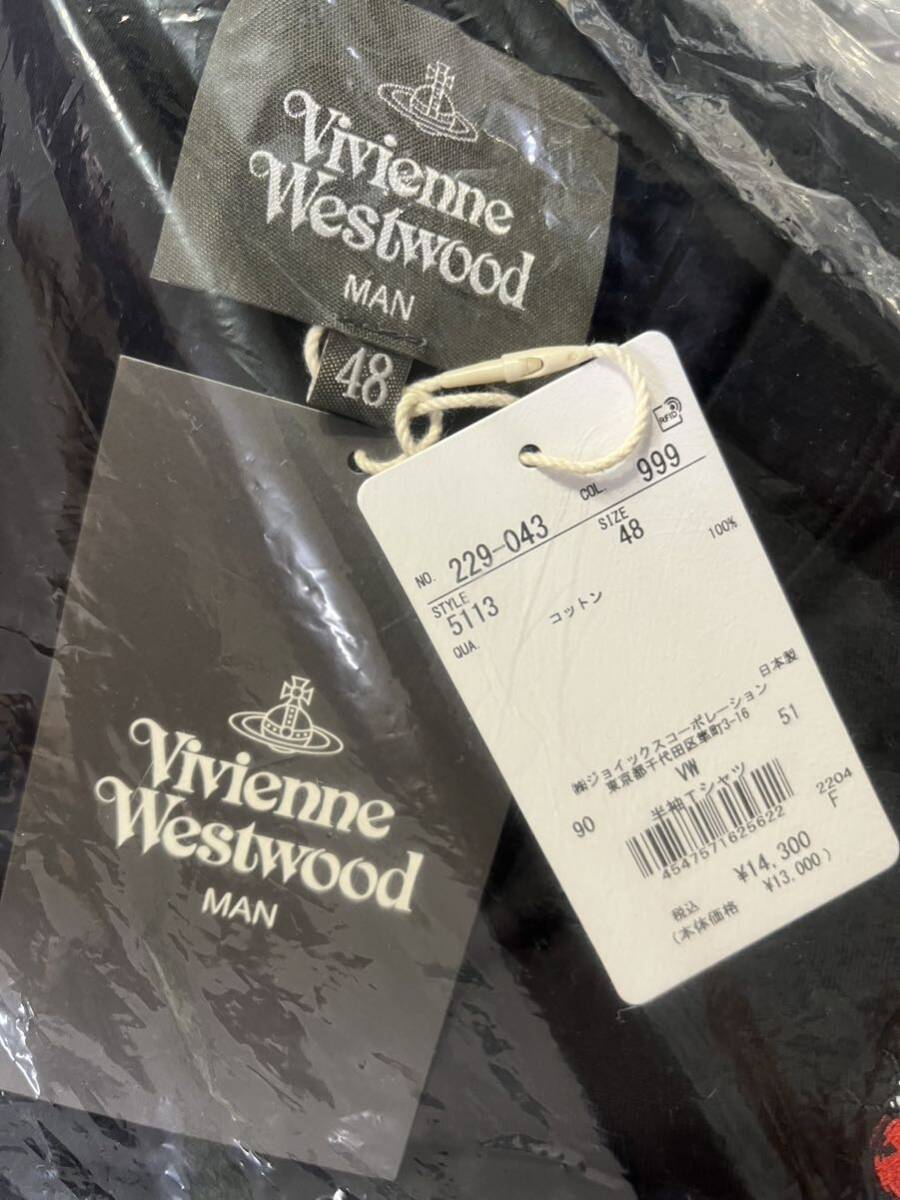 Vivienne
Westwood
MAN
48
RFID
NO. 229-043 COL. 999
STYLE 5113 SIZE 48
QUA. コットン 100%
日本製
㈱ジョイックスコーポレーション
東京都千代田区隼町3-16
VW 51
90 半袖Tシャツ
2204
F
4547571625622
税込 ¥14,300
(本体価格 ¥13,000)
Vivienne
Westwood
MAN